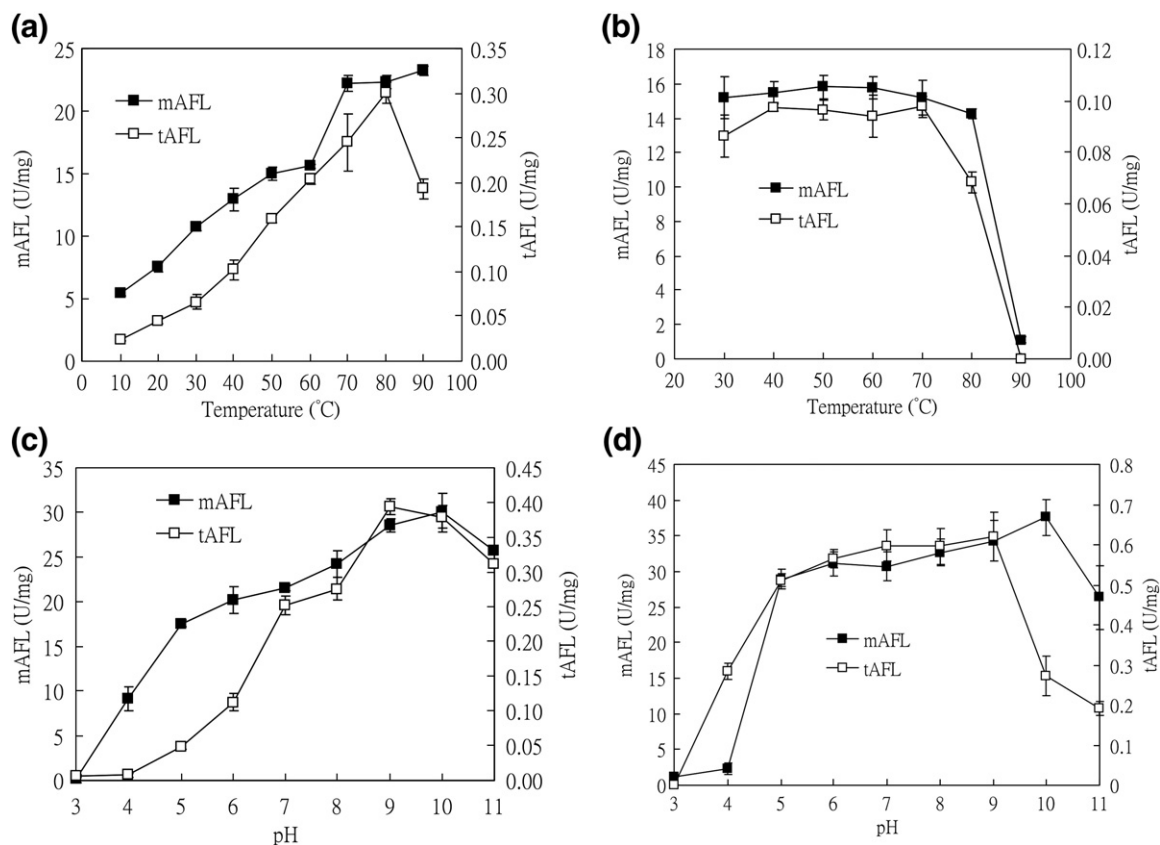 (a)
mAFL (U/mg)
25
20
15
10
5
0
mAFL
tAFL
0.35
0.30
0.25
0.20
0.15
0.10
0.05
0.00
tAFL (U/mg)
0 10 20 30 40 50 60 70 80 90 100
Temperature (°C)
(b)
mAFL (U/mg)
18
16
14
12
10
8
6
4
2
0
mAFL
tAFL
0.12
0.10
0.08
0.06
0.04
0.02
0.00
tAFL (U/mg)
20 30 40 50 60 70 80 90 100
Temperature (°C)
(c)
mAFL (U/mg)
35
30
25
20
15
10
5
0
mAFL
tAFL
0.45
0.40
0.35
0.30
0.25
0.20
0.15
0.10
0.05
0.00
tAFL (U/mg)
3 4 5 6 7 8 9 10 11
pH
(d)
mAFL (U/mg)
45
40
35
30
25
20
15
10
5
0
mAFL
tAFL
0.8
0.7
0.6
0.5
0.4
0.3
0.2
0.1
0
tAFL (U/mg)
3 4 5 6 7 8 9 10 11
pH